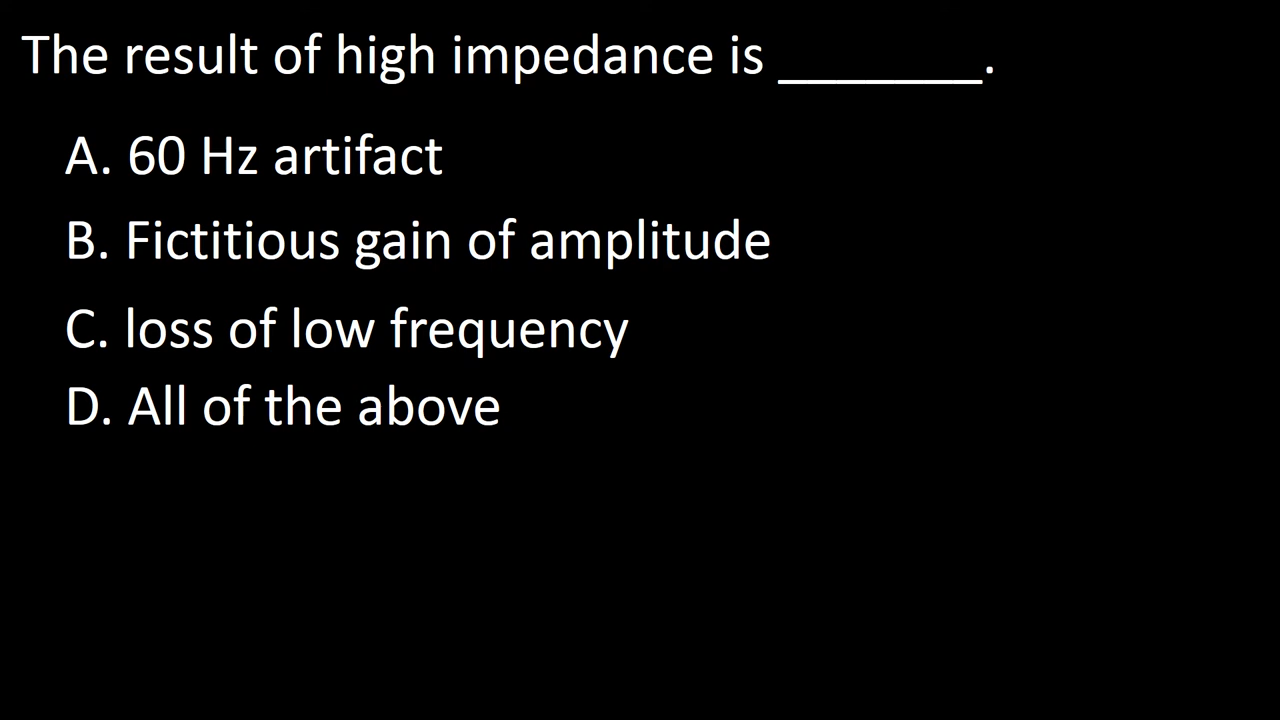 The result of high impedance is ________.
A. 60 Hz artifact
B. Fictitious gain of amplitude
C. loss of low frequency
D. All of the above